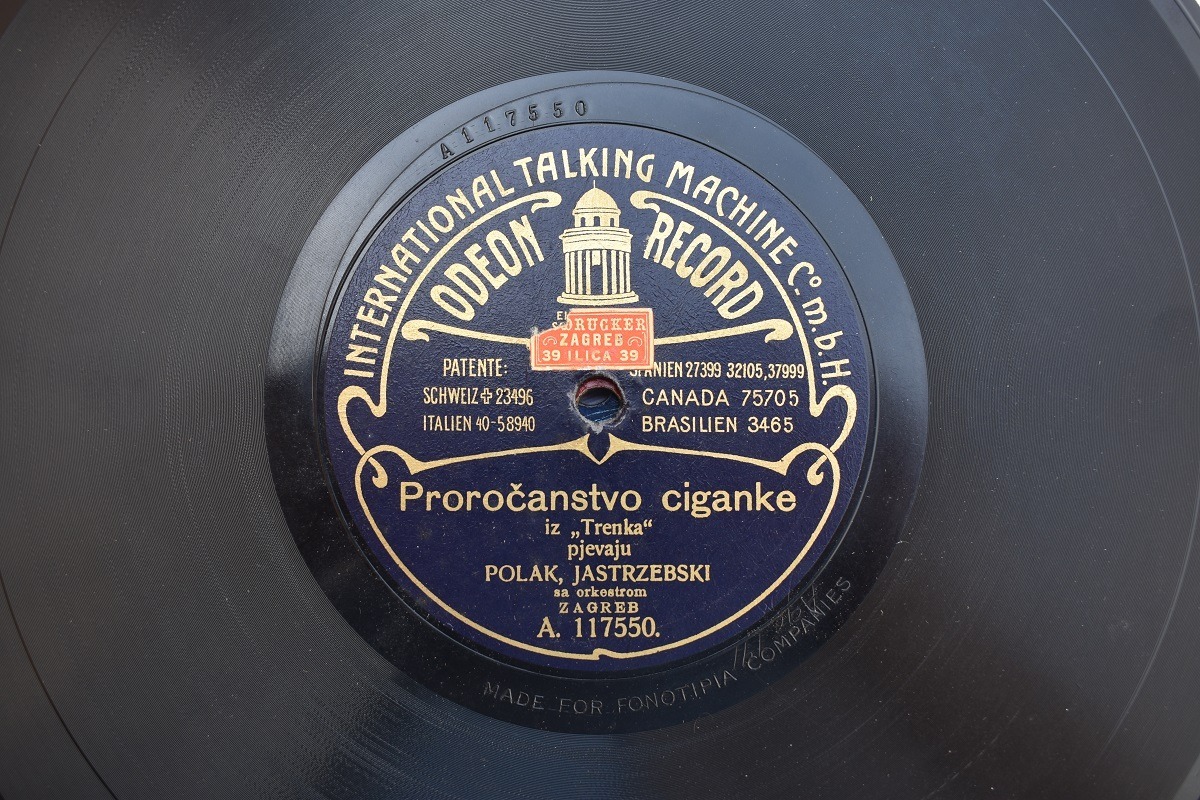 A117550
INTERNATIONAL TALKING MACHINE Co. m. b. H.
ODEON RECORD
DRUCKER
ZAGREB
39 ILICA 39
PATENTE:
SCHWEIZ ✚ 23496
ITALIEN 40-58940
SPANIEN 27399 32105,37999
CANADA 75705
BRASILIEN 3465
Proročanstvo ciganke
iz „Trenka“
pjevaju
POLAK, JASTRZEBSKI
sa orkestrom
ZAGREB
A. 117550.
MADE FOR FONOTIPIA COMPANIES